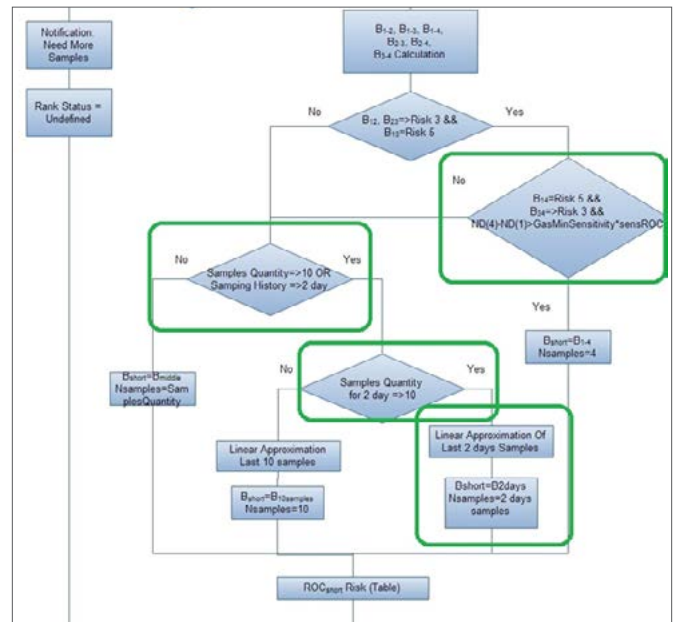 Notification:
Need More
Samples
Rank Status =
Undefined
B₁₋₂, B₁₋₃, B₁₋₄,
B₂₋₃, B₂₋₄,
B₃₋₄ Calculation
No
B₁₂, B₂₃=>Risk 3 &&
B₁₃=Risk 5
Yes
No
B₁₄=Risk 5 &&
B₃₄=>Risk 3 &&
ND(4)-ND(1)>GasMinSensitivity*sensROC
Yes
No
Samples Quantity=>10 OR
Samping History =>2 day
Yes
Bshort=B₁₋₄
Nsamples=4
Bshort=Bmiddle
Nsamples=Sam
plesQuantity
No
Samples Quantity
for 2 day =>10
Yes
Linear Approximation
Last 10 samples
Linear Approximation Of
Last 2 days Samples
Bshort=B10samples
Nsamples=10
Bshort=B2days
Nsamples=2 days
samples
ROCshort Risk (Table)